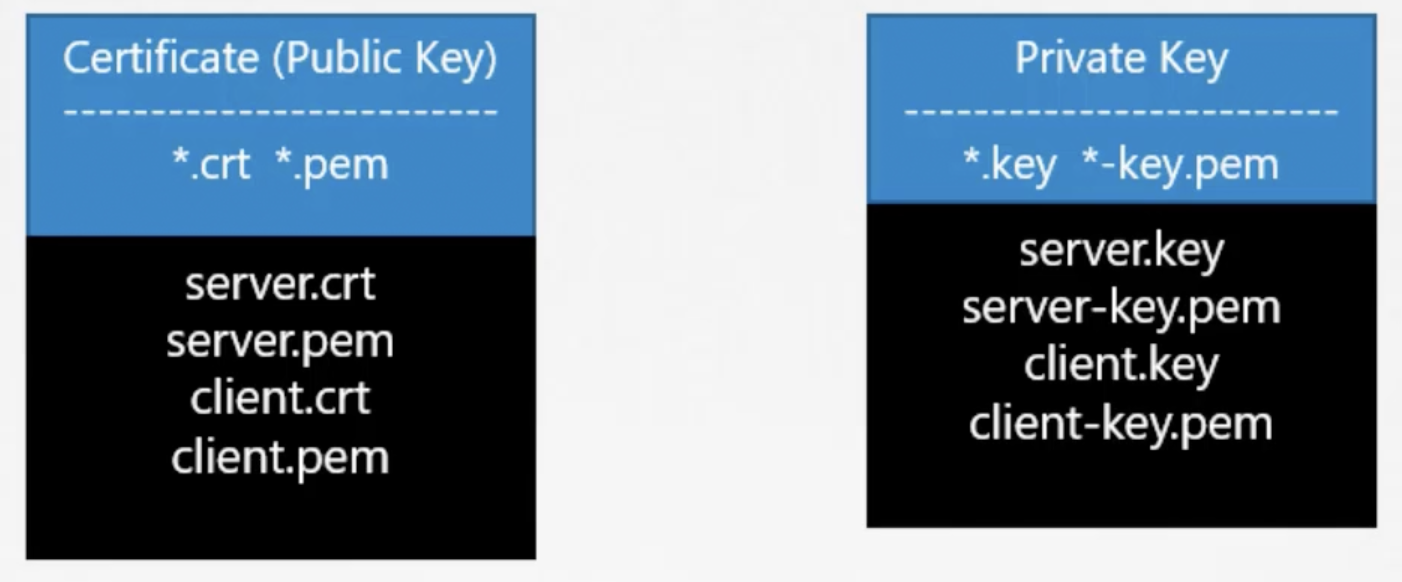 Certificate (Public Key)
-------------------------
*.crt *.pem
server.crt
server.pem
client.crt
client.pem
Private Key
-------------------------
*.key *-key.pem
server.key
server-key.pem
client.key
client-key.pem